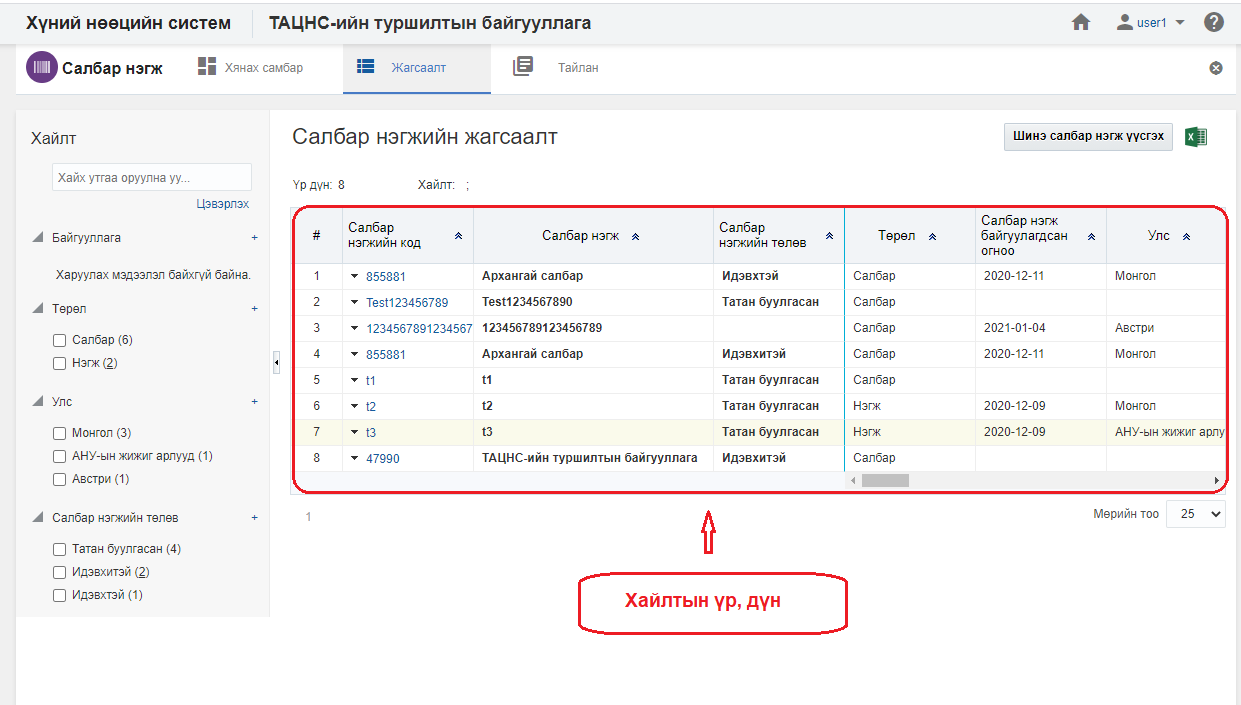 Хүний нөөцийн систем
ТАЦНС-ийн туршилтын байгууллага
user1
Салбар нэгж
Хянах самбар
Жагсаалт
Тайлан
Хайлт
Хайх утгаа оруулна уу...
Цэвэрлэх
Байгууллага +
Харуулах мэдээлэл байхгүй байна.
Төрөл +
Салбар (6)
Нэгж (2)
Улс +
Монгол (3)
АНУ-ын жижиг арлууд (1)
Австри (1)
Салбар нэгжийн төлөв +
Татан буулгасан (4)
Идэвхитэй (2)
Идэвхтэй (1)
Салбар нэгжийн жагсаалт
Шинэ салбар нэгж үүсгэх
Үр дүн: 8 Хайлт: ;
# Салбар нэгжийн код Салбар нэгж Салбар нэгжийн төлөв Төрөл Салбар нэгж байгуулагдсан огноо Улс
1 855881 Архангай салбар Идэвхтэй Салбар 2020-12-11 Монгол
2 Test123456789 Test1234567890 Татан буулгасан Салбар
3 1234567891234567 123456789123456789 Салбар 2021-01-04 Австри
4 855881 Архангай салбар Идэвхитэй Салбар 2020-12-11 Монгол
5 t1 t1 Татан буулгасан Салбар
6 t2 t2 Татан буулгасан Нэгж 2020-12-09 Монгол
7 t3 t3 Татан буулгасан Нэгж 2020-12-09 АНУ-ын жижиг арлу
8 47990 ТАЦНС-ийн туршилтын байгууллага Идэвхитэй Салбар
1
Мөрийн тоо 25
Хайлтын үр, дүн